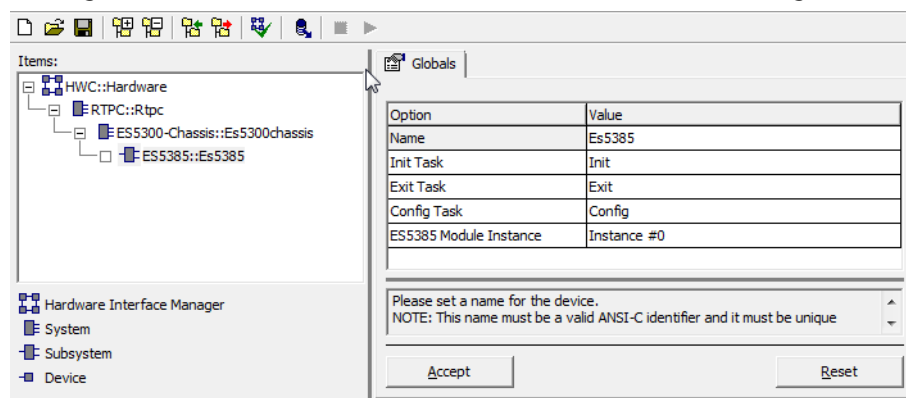 Items:
HWC::Hardware
RTPC::Rtpc
ES5300-Chassis::Es5300chassis
ES5385::Es5385
Hardware Interface Manager
System
Subsystem
Device
Globals
Option Value
Name Es5385
Init Task Init
Exit Task Exit
Config Task Config
ES5385 Module Instance Instance #0
Please set a name for the device.
NOTE: This name must be a valid ANSI-C identifier and it must be unique
Accept Reset